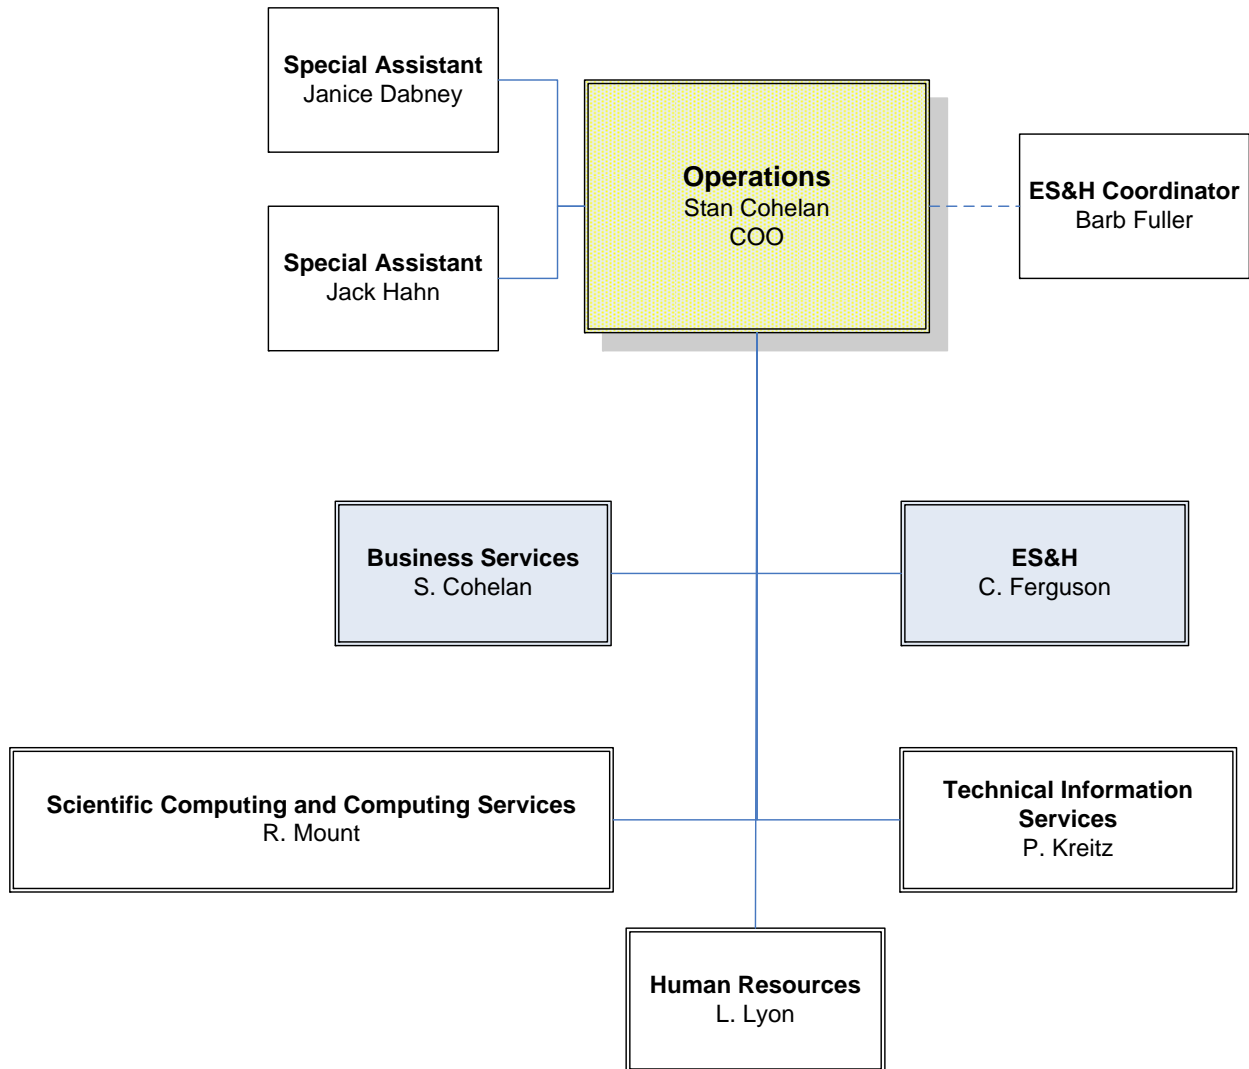 Special Assistant
Janice Dabney
Operations
Stan Cohelan
COO
ES&H Coordinator
Barb Fuller
Special Assistant
Jack Hahn
Business Services
S. Cohelan
ES&H
C. Ferguson
Scientific Computing and Computing Services
R. Mount
Technical Information
Services
P. Kreitz
Human Resources
L. Lyon